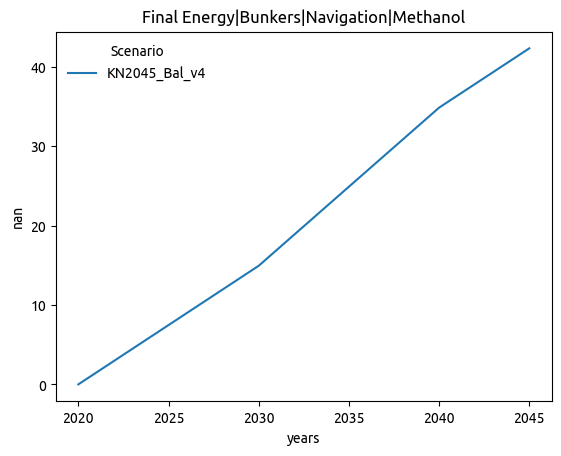 Final Energy|Bunkers|Navigation|Methanol
Scenario
KN2045_Bal_v4
nan
40
30
20
10
0
2020 2025 2030 2035 2040 2045
years